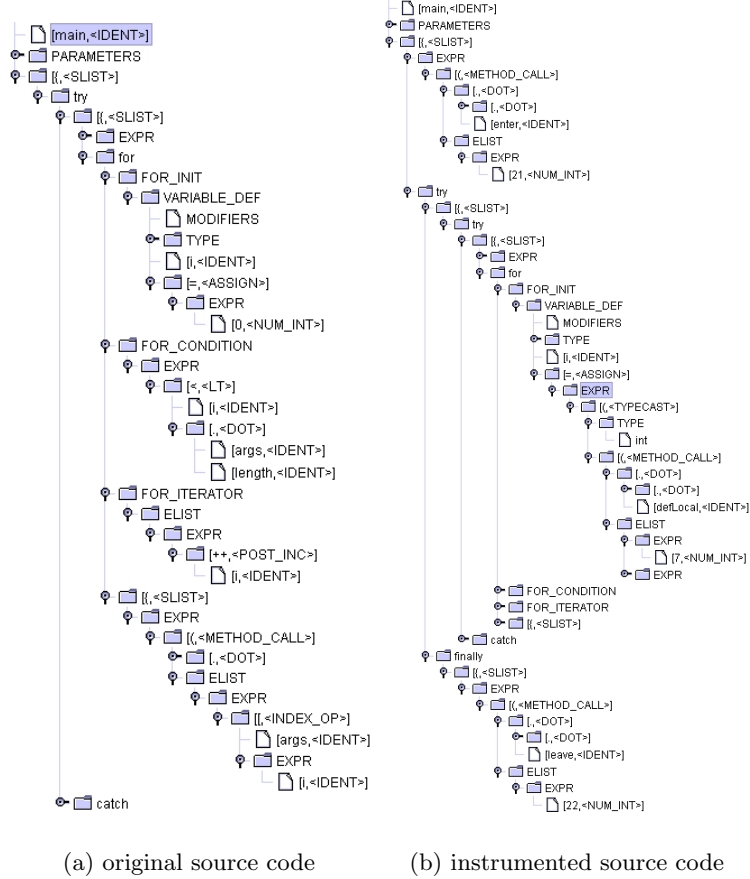 [main,<IDENT>]
PARAMETERS
[{,<SLIST>]
try
[{,<SLIST>]
EXPR
for
FOR_INIT
VARIABLE_DEF
MODIFIERS
TYPE
[i,<IDENT>]
[=,<ASSIGN>]
EXPR
[0,<NUM_INT>]
FOR_CONDITION
EXPR
[<,<LT>]
[i,<IDENT>]
[.,<DOT>]
[args,<IDENT>]
[length,<IDENT>]
FOR_ITERATOR
ELIST
EXPR
[++,<POST_INC>]
[i,<IDENT>]
[{,<SLIST>]
EXPR
[(,<METHOD_CALL>]
[.,<DOT>]
ELIST
EXPR
[[,<INDEX_OP>]
[args,<IDENT>]
EXPR
[i,<IDENT>]
catch
(a) original source code
[main,<IDENT>]
PARAMETERS
[{,<SLIST>]
EXPR
[(,<METHOD_CALL>]
[.,<DOT>]
[.,<DOT>]
[enter,<IDENT>]
ELIST
EXPR
[21,<NUM_INT>]
try
[{,<SLIST>]
try
[{,<SLIST>]
EXPR
for
FOR_INIT
VARIABLE_DEF
MODIFIERS
TYPE
[i,<IDENT>]
[=,<ASSIGN>]
EXPR
[(,<TYPECAST>]
TYPE
int
[(,<METHOD_CALL>]
[.,<DOT>]
[.,<DOT>]
[defLocal,<IDENT>]
ELIST
EXPR
[7,<NUM_INT>]
EXPR
FOR_CONDITION
FOR_ITERATOR
[{,<SLIST>]
catch
finally
[{,<SLIST>]
EXPR
[(,<METHOD_CALL>]
[.,<DOT>]
[.,<DOT>]
[leave,<IDENT>]
ELIST
EXPR
[22,<NUM_INT>]
(b) instrumented source code